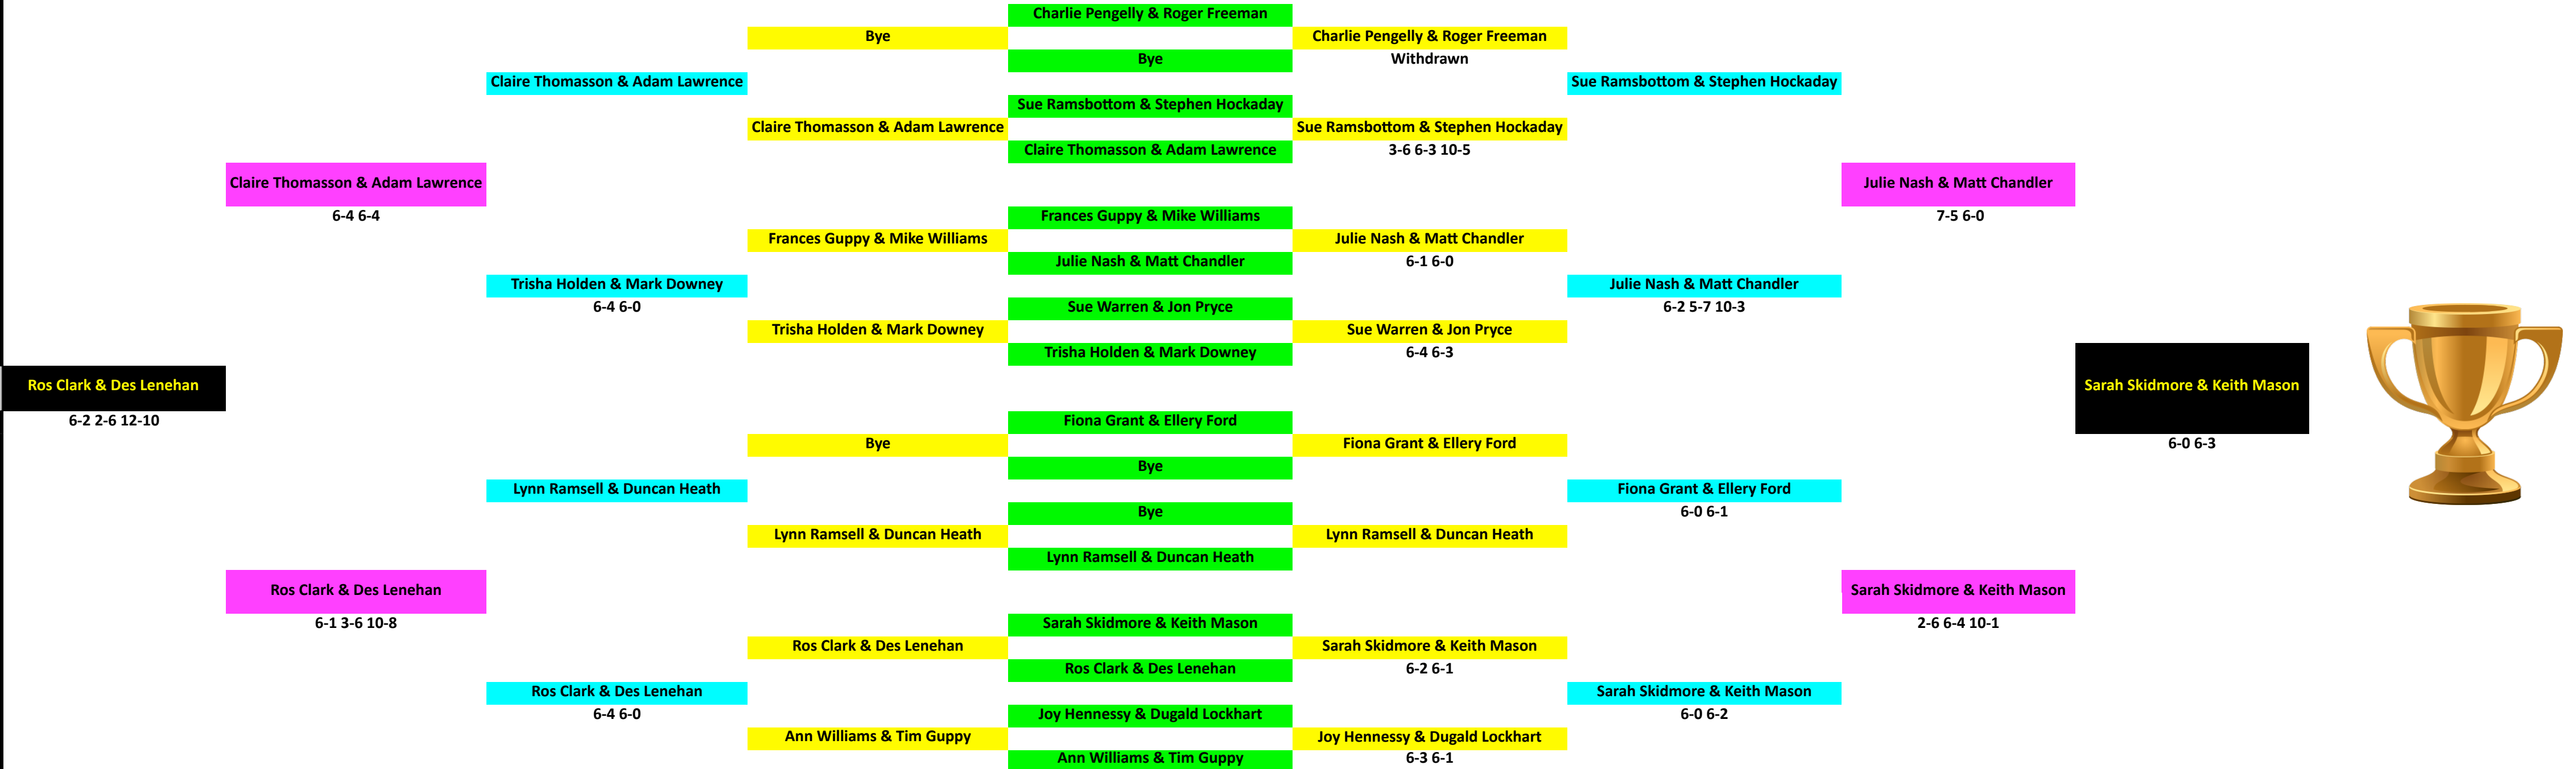 Charlie Pengelly & Roger Freeman
Bye Charlie Pengelly & Roger Freeman
Bye Withdrawn
Claire Thomasson & Adam Lawrence Sue Ramsbottom & Stephen Hockaday
Sue Ramsbottom & Stephen Hockaday
Claire Thomasson & Adam Lawrence Sue Ramsbottom & Stephen Hockaday
Claire Thomasson & Adam Lawrence 3-6 6-3 10-5
Claire Thomasson & Adam Lawrence Julie Nash & Matt Chandler
6-4 6-4 Frances Guppy & Mike Williams 7-5 6-0
Frances Guppy & Mike Williams Julie Nash & Matt Chandler
Julie Nash & Matt Chandler 6-1 6-0
Trisha Holden & Mark Downey Julie Nash & Matt Chandler
6-4 6-0 Sue Warren & Jon Pryce 6-2 5-7 10-3
Trisha Holden & Mark Downey Sue Warren & Jon Pryce
Trisha Holden & Mark Downey 6-4 6-3
Ros Clark & Des Lenehan Sarah Skidmore & Keith Mason
6-2 2-6 12-10 Fiona Grant & Ellery Ford
Bye Fiona Grant & Ellery Ford 6-0 6-3
Bye
Lynn Ramsell & Duncan Heath Fiona Grant & Ellery Ford
Bye 6-0 6-1
Lynn Ramsell & Duncan Heath Lynn Ramsell & Duncan Heath
Lynn Ramsell & Duncan Heath
Ros Clark & Des Lenehan Sarah Skidmore & Keith Mason
6-1 3-6 10-8 Sarah Skidmore & Keith Mason 2-6 6-4 10-1
Ros Clark & Des Lenehan Sarah Skidmore & Keith Mason
Ros Clark & Des Lenehan 6-2 6-1
Ros Clark & Des Lenehan Sarah Skidmore & Keith Mason
6-4 6-0 Joy Hennessy & Dugald Lockhart 6-0 6-2
Ann Williams & Tim Guppy Joy Hennessy & Dugald Lockhart
Ann Williams & Tim Guppy 6-3 6-1